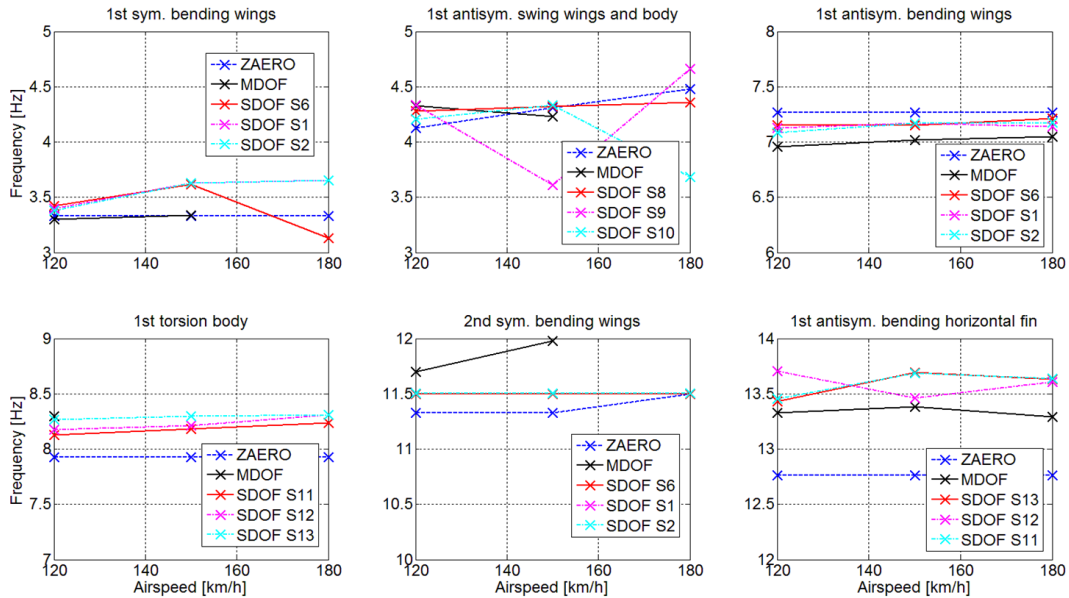 1st sym. bending wings
5
4.5
4
3.5
3
120
140
160
180
Frequency [Hz]
ZAERO
MDOF
SDOF S6
SDOF S1
SDOF S2
1st antisym. swing wings and body
5
4.5
4
3.5
3
120
140
160
180
ZAERO
MDOF
SDOF S8
SDOF S9
SDOF S10
1st antisym. bending wings
8
7.5
7
6.5
6
120
140
160
180
ZAERO
MDOF
SDOF S6
SDOF S1
SDOF S2
1st torsion body
9
8.5
8
7.5
7
120
140
160
180
Frequency [Hz]
Airspeed [km/h]
ZAERO
MDOF
SDOF S11
SDOF S12
SDOF S13
2nd sym. bending wings
12
11.5
11
10.5
10
120
140
160
180
Airspeed [km/h]
ZAERO
MDOF
SDOF S6
SDOF S1
SDOF S2
1st antisym. bending horizontal fin
14
13.5
13
12.5
12
120
140
160
180
Airspeed [km/h]
ZAERO
MDOF
SDOF S13
SDOF S12
SDOF S11